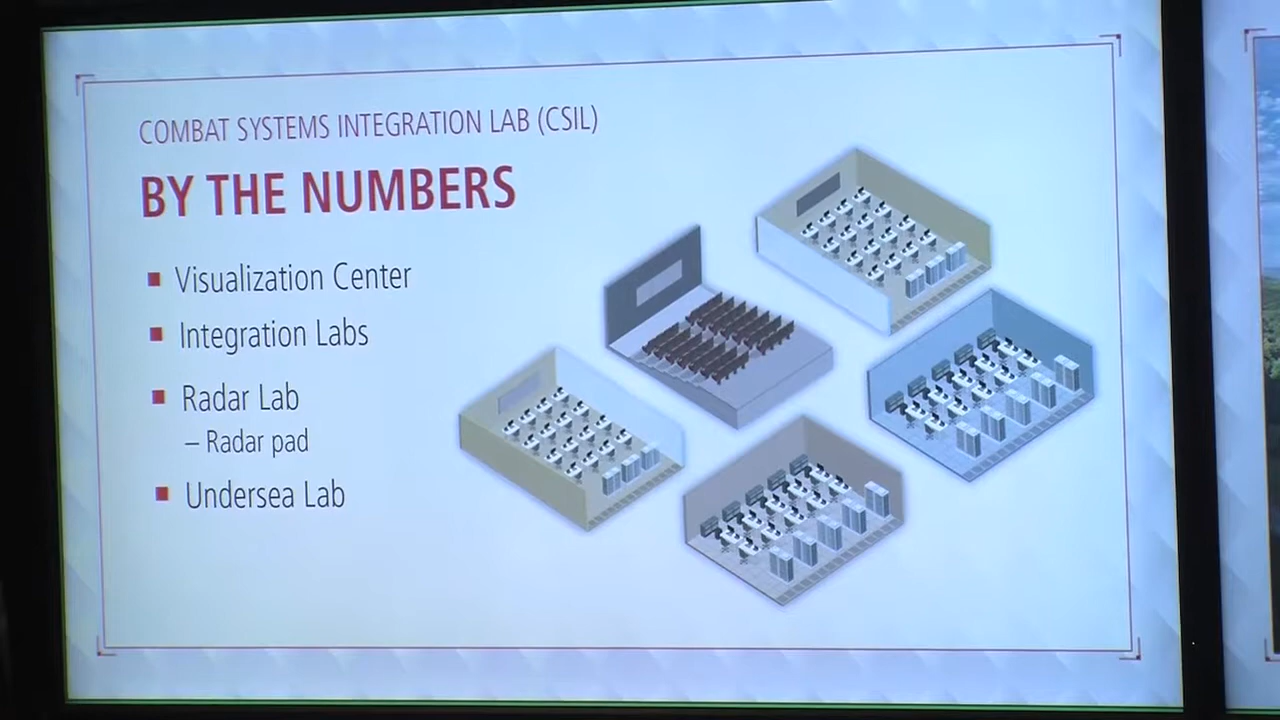 COMBAT SYSTEMS INTEGRATION LAB (CSIL)
BY THE NUMBERS
Visualization Center
Integration Labs
Radar Lab
– Radar pad
Undersea Lab